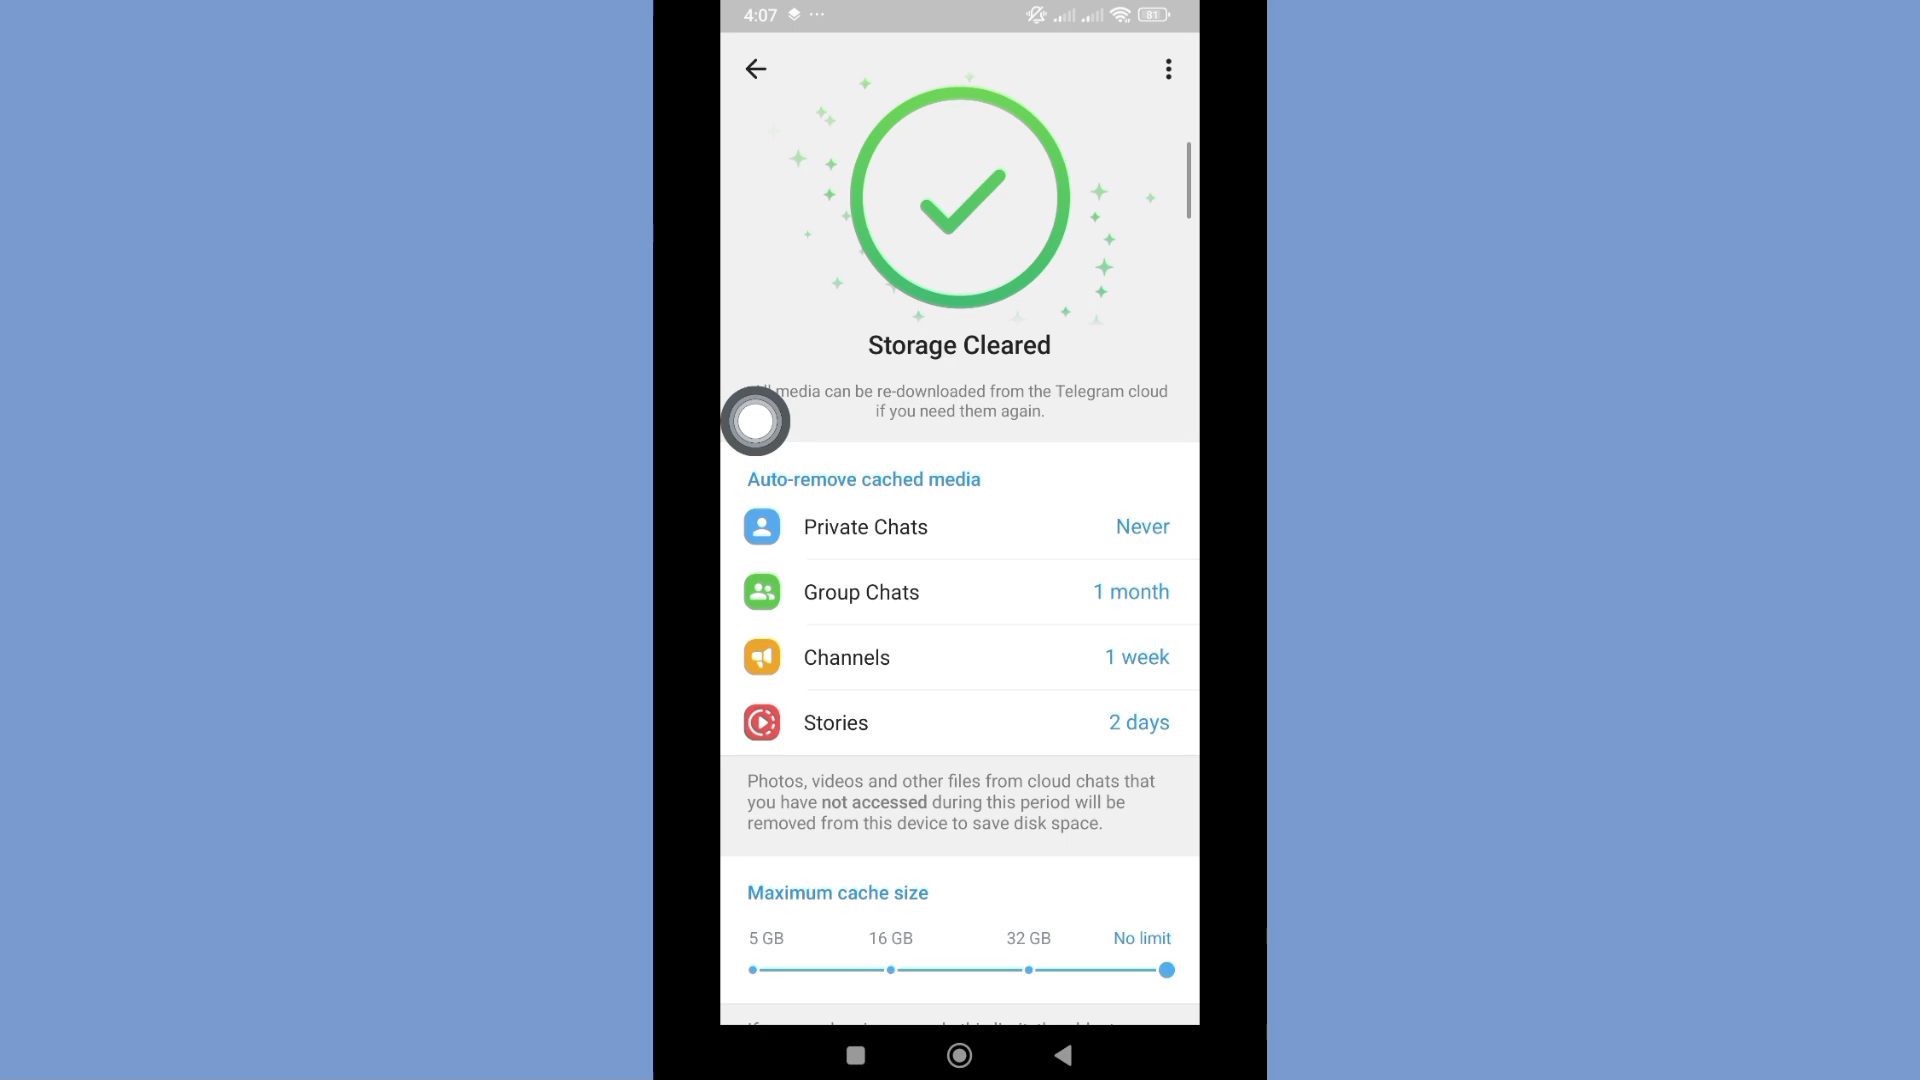 4:07
81
Storage Cleared
media can be re-downloaded from the Telegram cloud
if you need them again.
Auto-remove cached media
Private Chats Never
Group Chats 1 month
Channels 1 week
Stories 2 days
Photos, videos and other files from cloud chats that
you have not accessed during this period will be
removed from this device to save disk space.
Maximum cache size
5 GB 16 GB 32 GB No limit